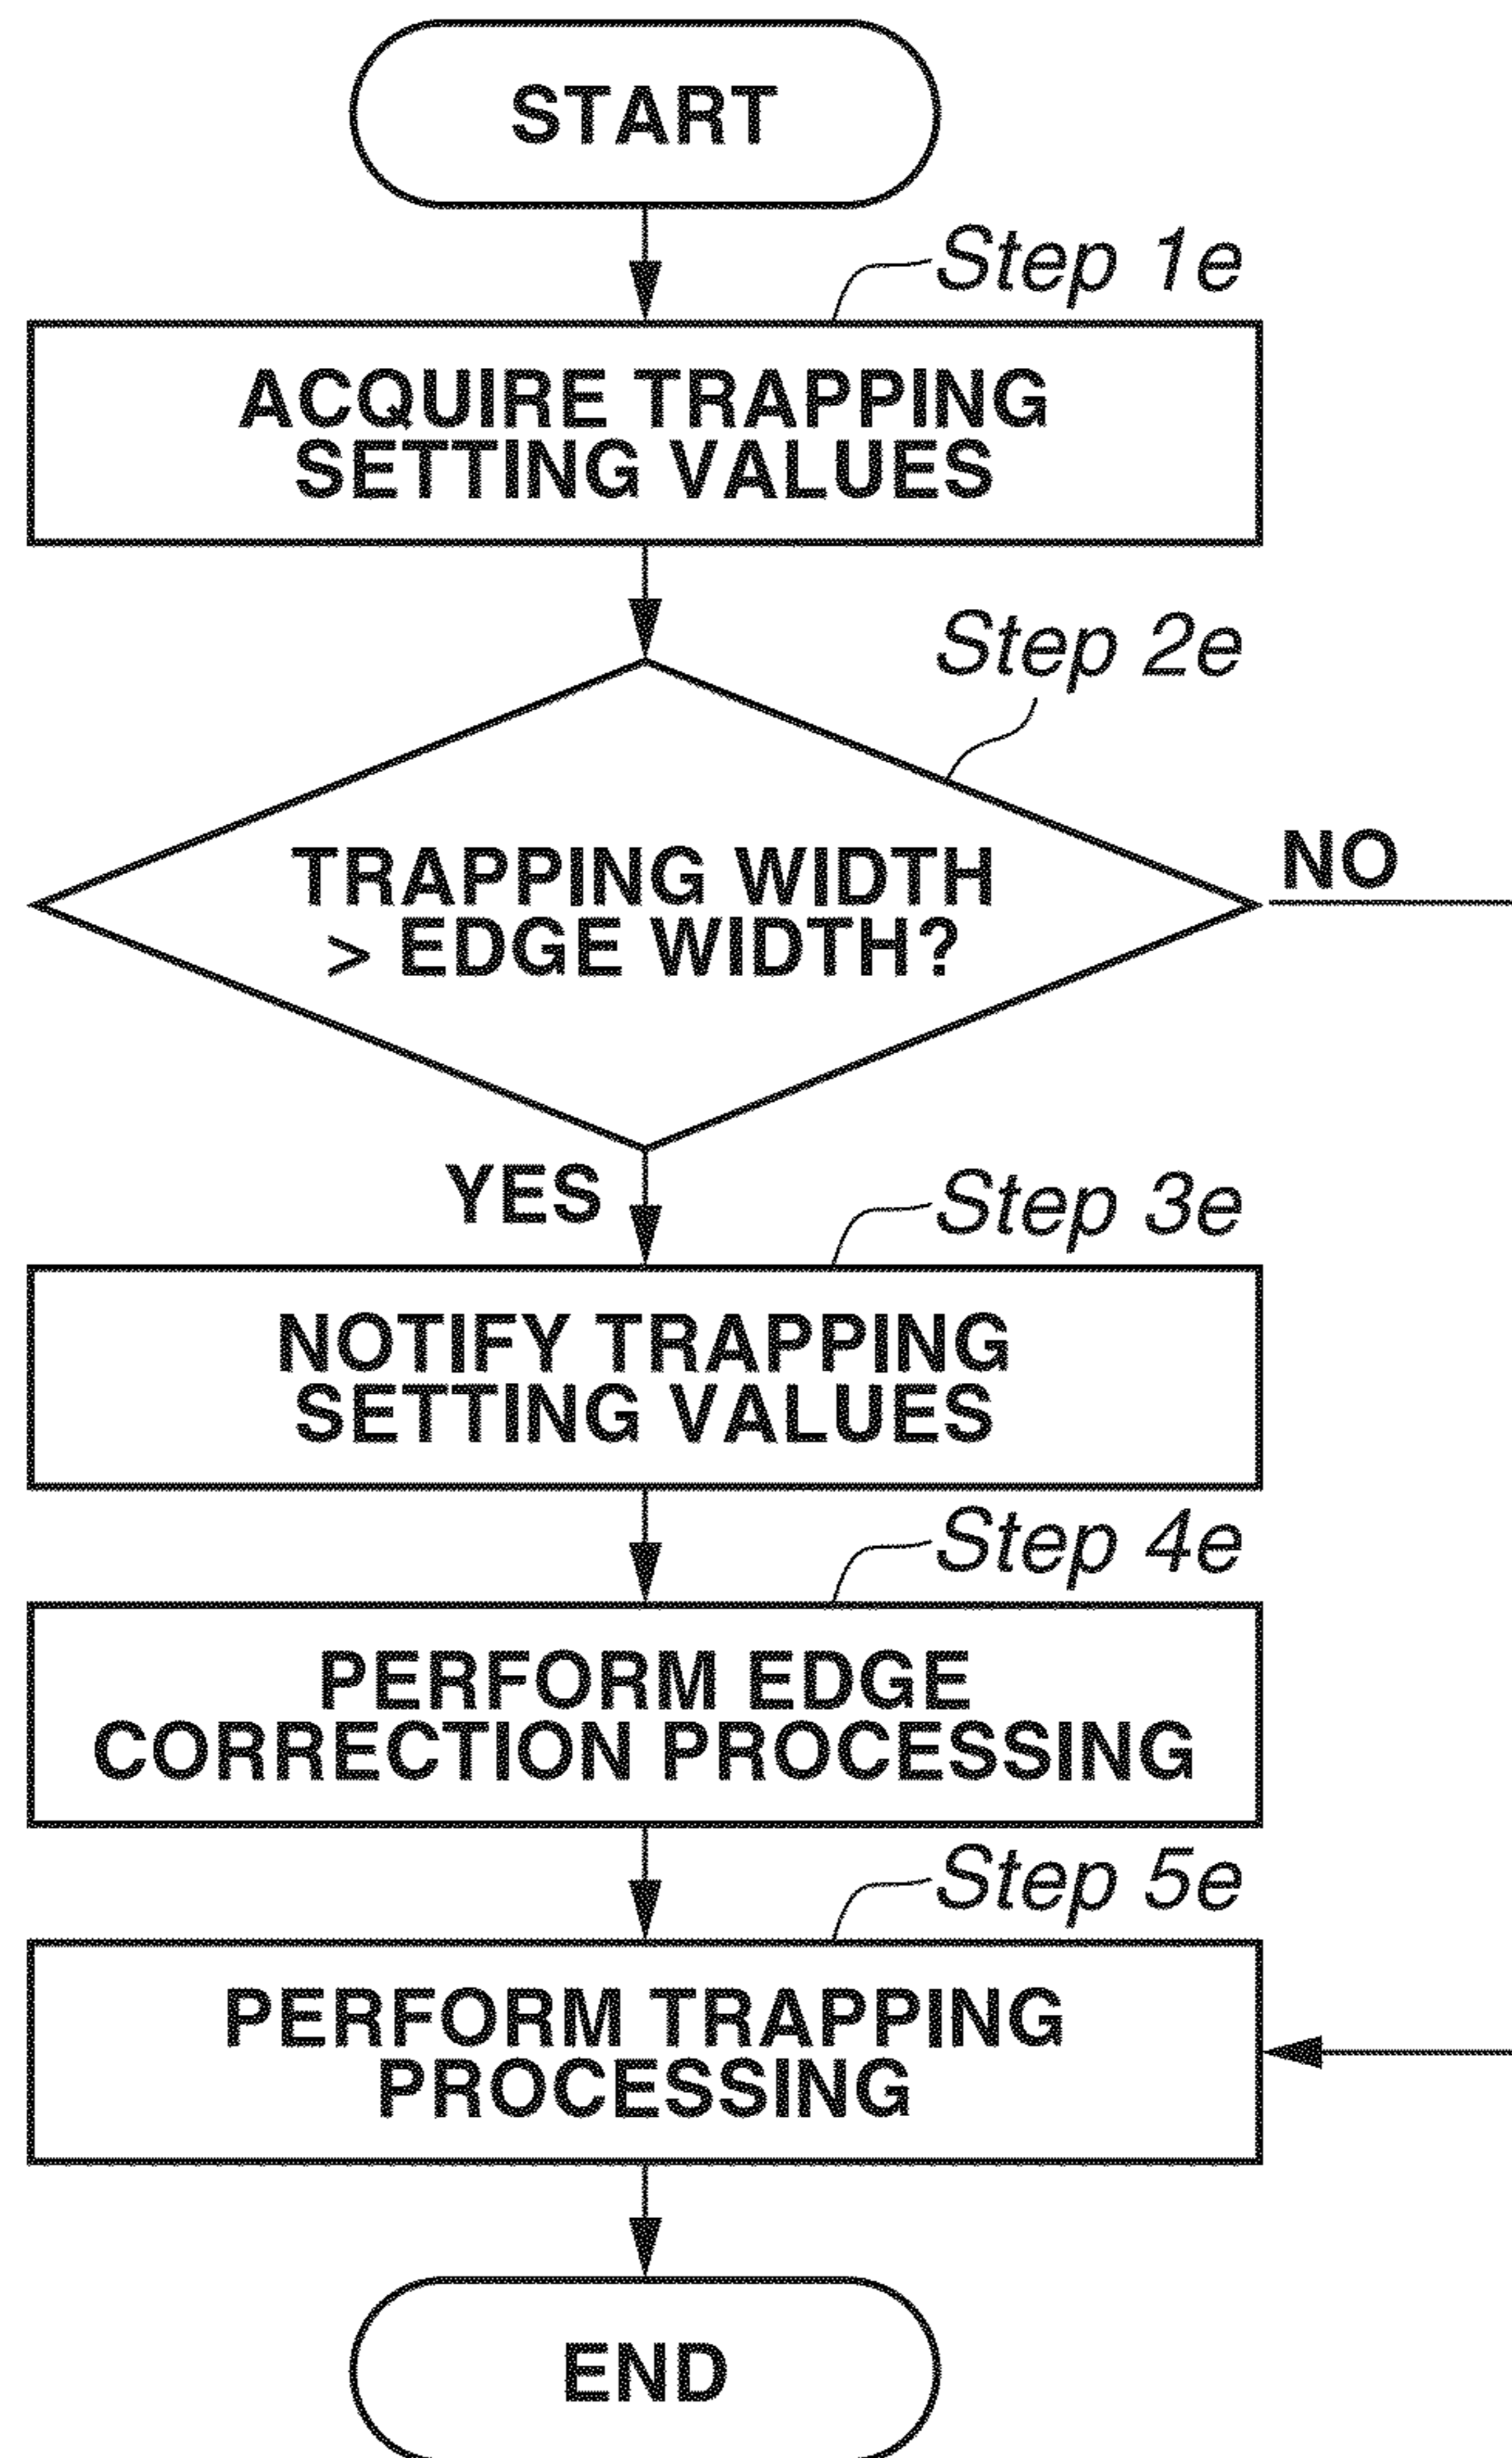 START
Step 1e
ACQUIRE TRAPPING
SETTING VALUES
Step 2e
TRAPPING WIDTH
> EDGE WIDTH?
NO
YES
Step 3e
NOTIFY TRAPPING
SETTING VALUES
Step 4e
PERFORM EDGE
CORRECTION PROCESSING
Step 5e
PERFORM TRAPPING
PROCESSING
END